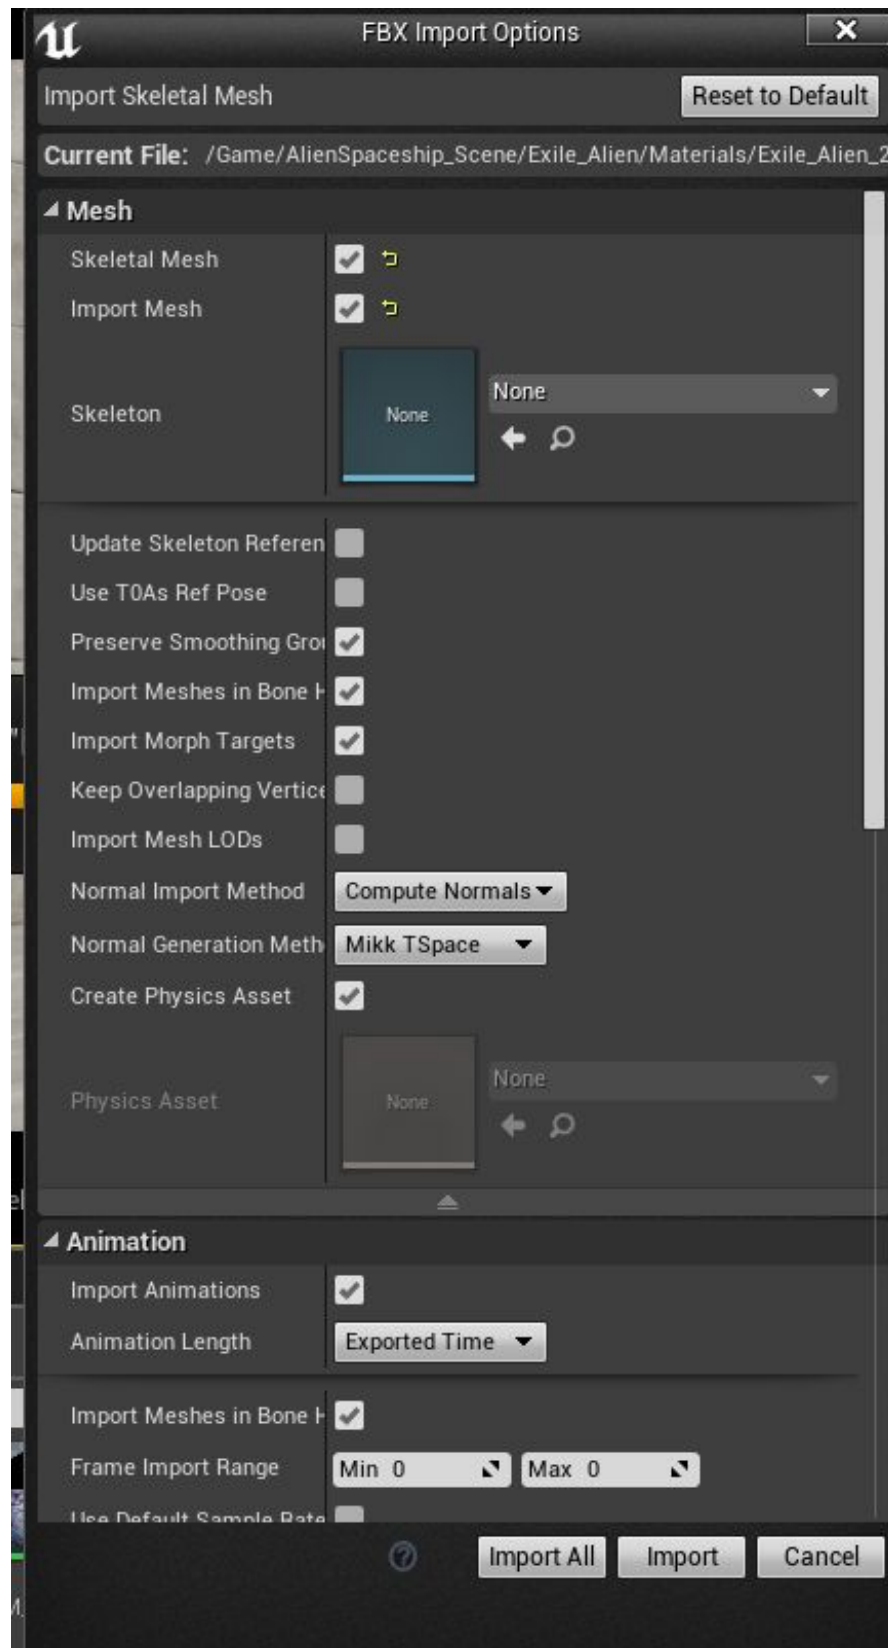 FBX Import Options
Import Skeletal Mesh
Reset to Default
Current File: /Game/AlienSpaceship_Scene/Exile_Alien/Materials/Exile_Alien_2
Mesh
Skeletal Mesh
Import Mesh
Skeleton
None
None
Update Skeleton Referen
Use T0As Ref Pose
Preserve Smoothing Gro
Import Meshes in Bone H
Import Morph Targets
Keep Overlapping Vertice
Import Mesh LODs
Normal Import Method Compute Normals
Normal Generation Meth Mikk TSpace
Create Physics Asset
Physics Asset
None
None
Animation
Import Animations
Animation Length Exported Time
Import Meshes in Bone H
Frame Import Range Min 0 Max 0
Use Default Sample Rate
Import All Import Cancel